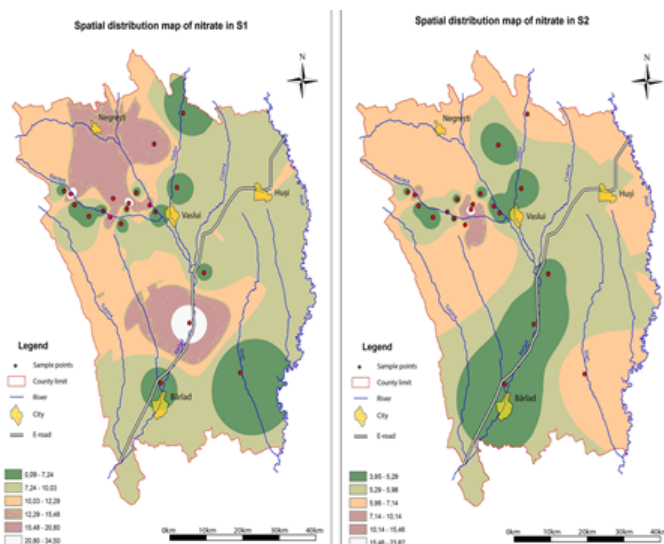 Spatial distribution map of nitrate in S1
N
Negrești
Huși
Vaslui
Bârlad
Legend
Sample points
County limit
River
City
E-road
0,09 - 7,24
7,24 - 10,03
10,03 - 12,29
12,29 - 15,48
15,48 - 20,80
20,80 - 34,50
0km 10km 20km 30km 40km
Spatial distribution map of nitrate in S2
N
Negrești
Huși
Vaslui
Bârlad
Legend
Sample points
County limit
River
City
E-road
3,95 - 5,29
5,29 - 5,98
5,98 - 7,14
7,14 - 10,14
10,14 - 15,46
0km 10km 20km 30km 40km